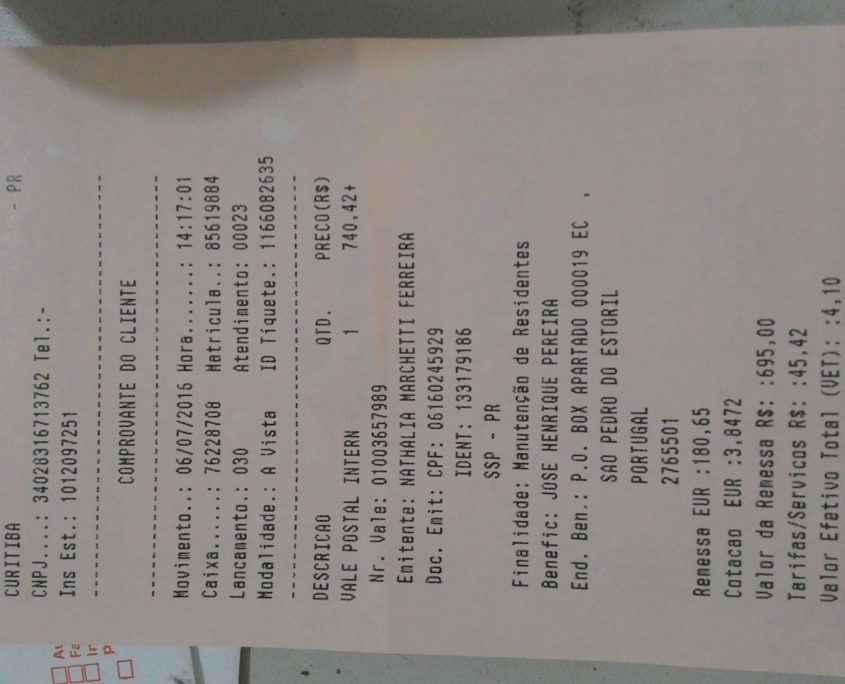 CURITIBA - PR
CNPJ....: 34028316713762 Tel.:-
Ins Est.: 1012097251
COMPROVANTE DO CLIENTE
Movimento..: 06/07/2016 Hora.......: 14:17:01
Caixa......: 76228708 Matricula..: 85619884
Lancamento.: 030 Atendimento: 00023
Modalidade.: A Vista ID Tiquete.: 1166082635
DESCRICAO QTD. PRECO(R$)
VALE POSTAL INTERN 1 740,42+
Nr. Vale: 01003657989
Emitente: NATHALIA MARCHETTI FERREIRA
Doc. Emit: CPF: 06160245929
IDENT: 133179186
SSP - PR
Finalidade: Manutenção de Residentes
Benefic: JOSE HENRIQUE PEREIRA
End. Ben.: P.O. BOX APARTADO 000019 EC ,
SAO PEDRO DO ESTORIL
PORTUGAL
2765501
Remessa EUR :180,65
Cotacao EUR :3,8472
Valor da Remessa R$: :695,00
Tarifas/Servicos R$: :45,42
Valor Efetivo Total (VET): :4,10